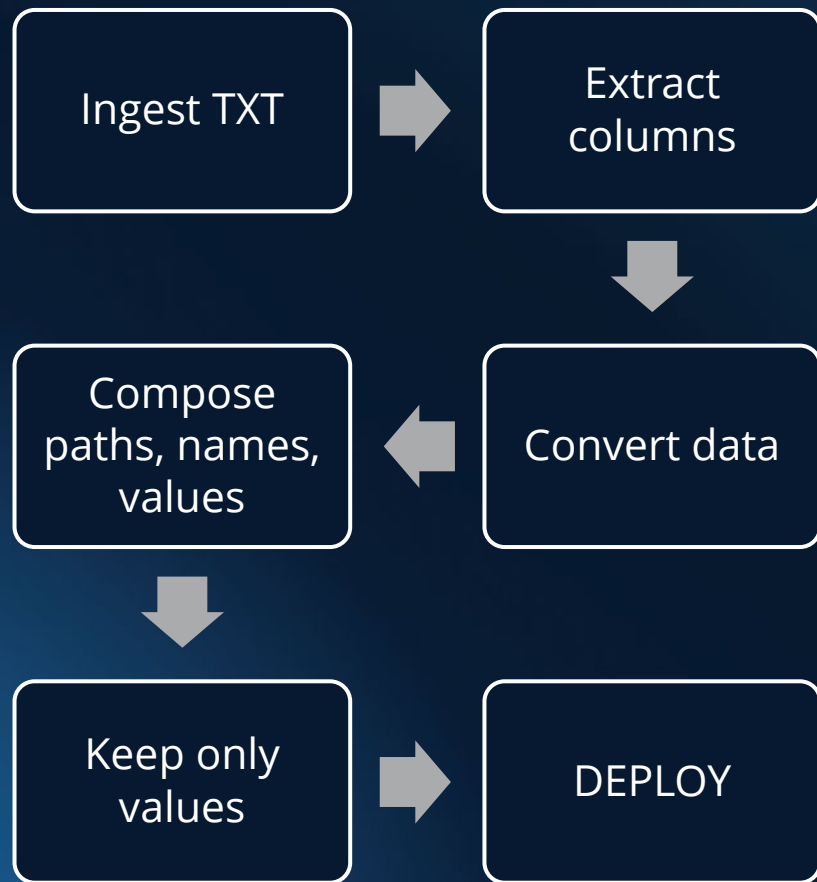 Ingest TXT
Extract
columns
Convert data
Compose
paths, names,
values
Keep only
values
DEPLOY